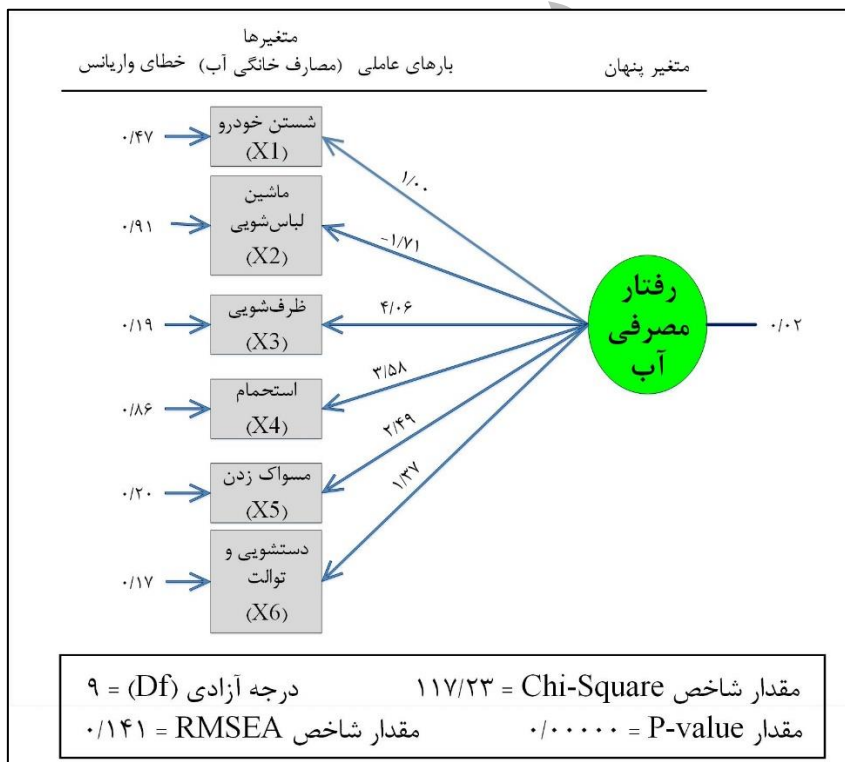 متغیر پنهان
بارهای عاملی
متغیرها
(مصارف خانگی آب)
خطای واریانس
رفتار
مصرفی
آب
۰/۰۲
۱/۰۰
شستن خودرو
(X1)
۰/۴۷
-۱/۷۱
ماشین
لباس‌شویی
(X2)
۰/۹۱
۴/۰۶
ظرف‌شویی
(X3)
۰/۱۹
۳/۵۸
استحمام
(X4)
۰/۸۶
۲/۴۹
مسواک زدن
(X5)
۰/۲۰
۱/۳۷
دستشویی و
توالت
(X6)
۰/۱۷
مقدار شاخص Chi-Square = ۱۱۷/۲۳ درجه آزادی (Df) = ۹
مقدار P-value = ۰/۰۰۰۰۰ مقدار شاخص RMSEA = ۰/۱۴۱